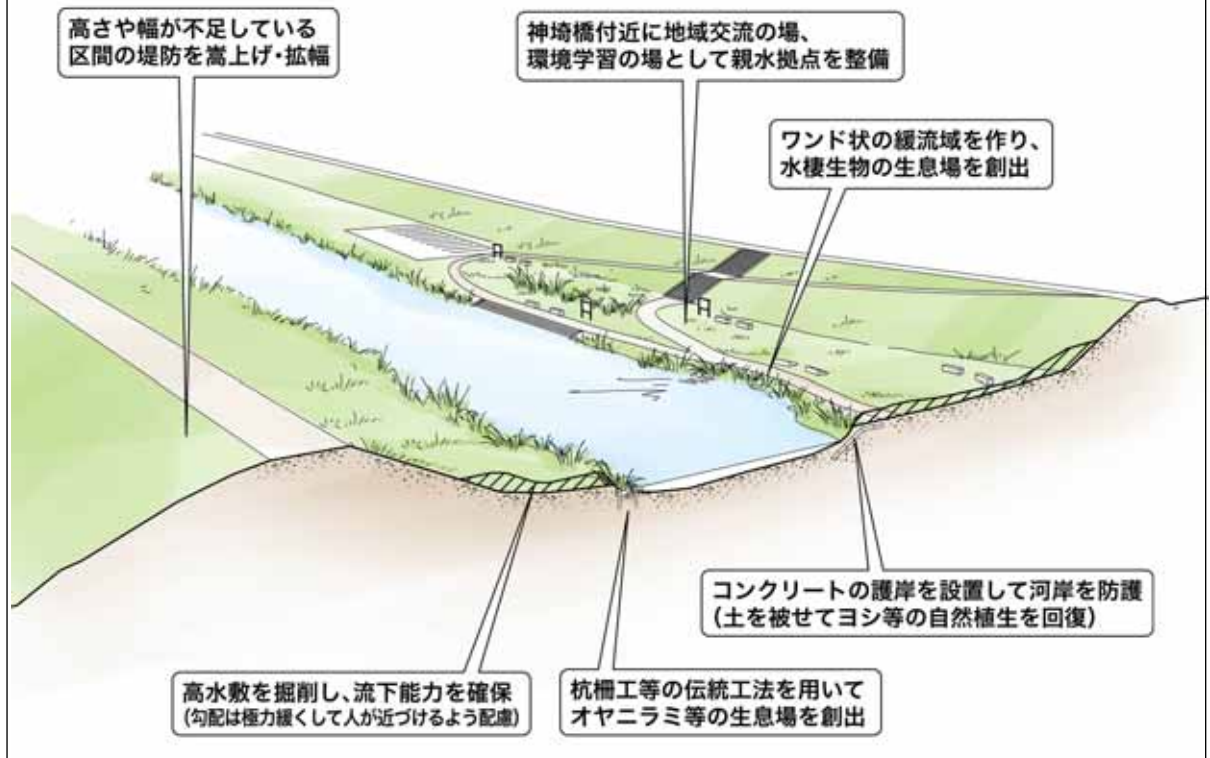 高さや幅が不足している
区間の堤防を嵩上げ・拡幅
神埼橋付近に地域交流の場、
環境学習の場として親水拠点を整備
ワンド状の緩流域を作り、
水棲生物の生息場を創出
コンクリートの護岸を設置して河岸を防護
(土を被せてヨシ等の自然植生を回復)
高水敷を掘削し、流下能力を確保
(勾配は極力緩くして人が近づけるよう配慮)
杭柵工等の伝統工法を用いて
オヤニラミ等の生息場を創出